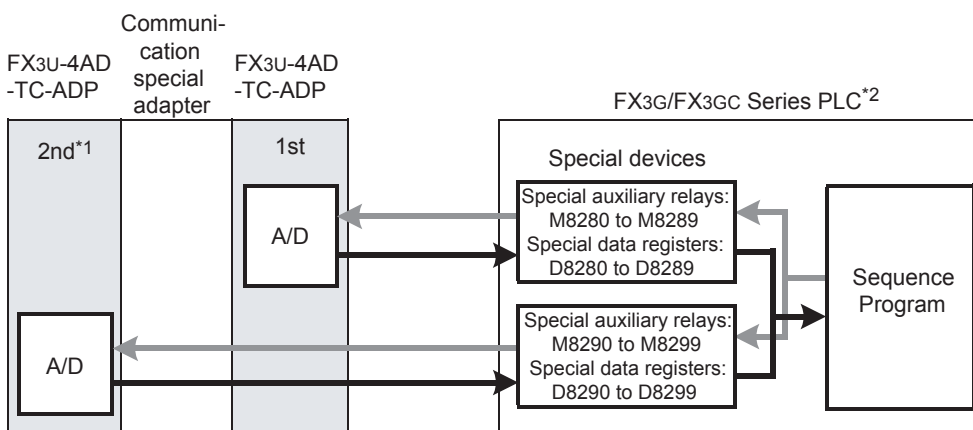 FX3U-4AD
-TC-ADP
Communi-
cation
special
adapter
FX3U-4AD
-TC-ADP
FX3G/FX3GC Series PLC*2
2nd*1
1st
Special devices
A/D
Special auxiliary relays:
M8280 to M8289
Special data registers:
D8280 to D8289
Sequence
Program
A/D
Special auxiliary relays:
M8290 to M8299
Special data registers:
D8290 to D8299